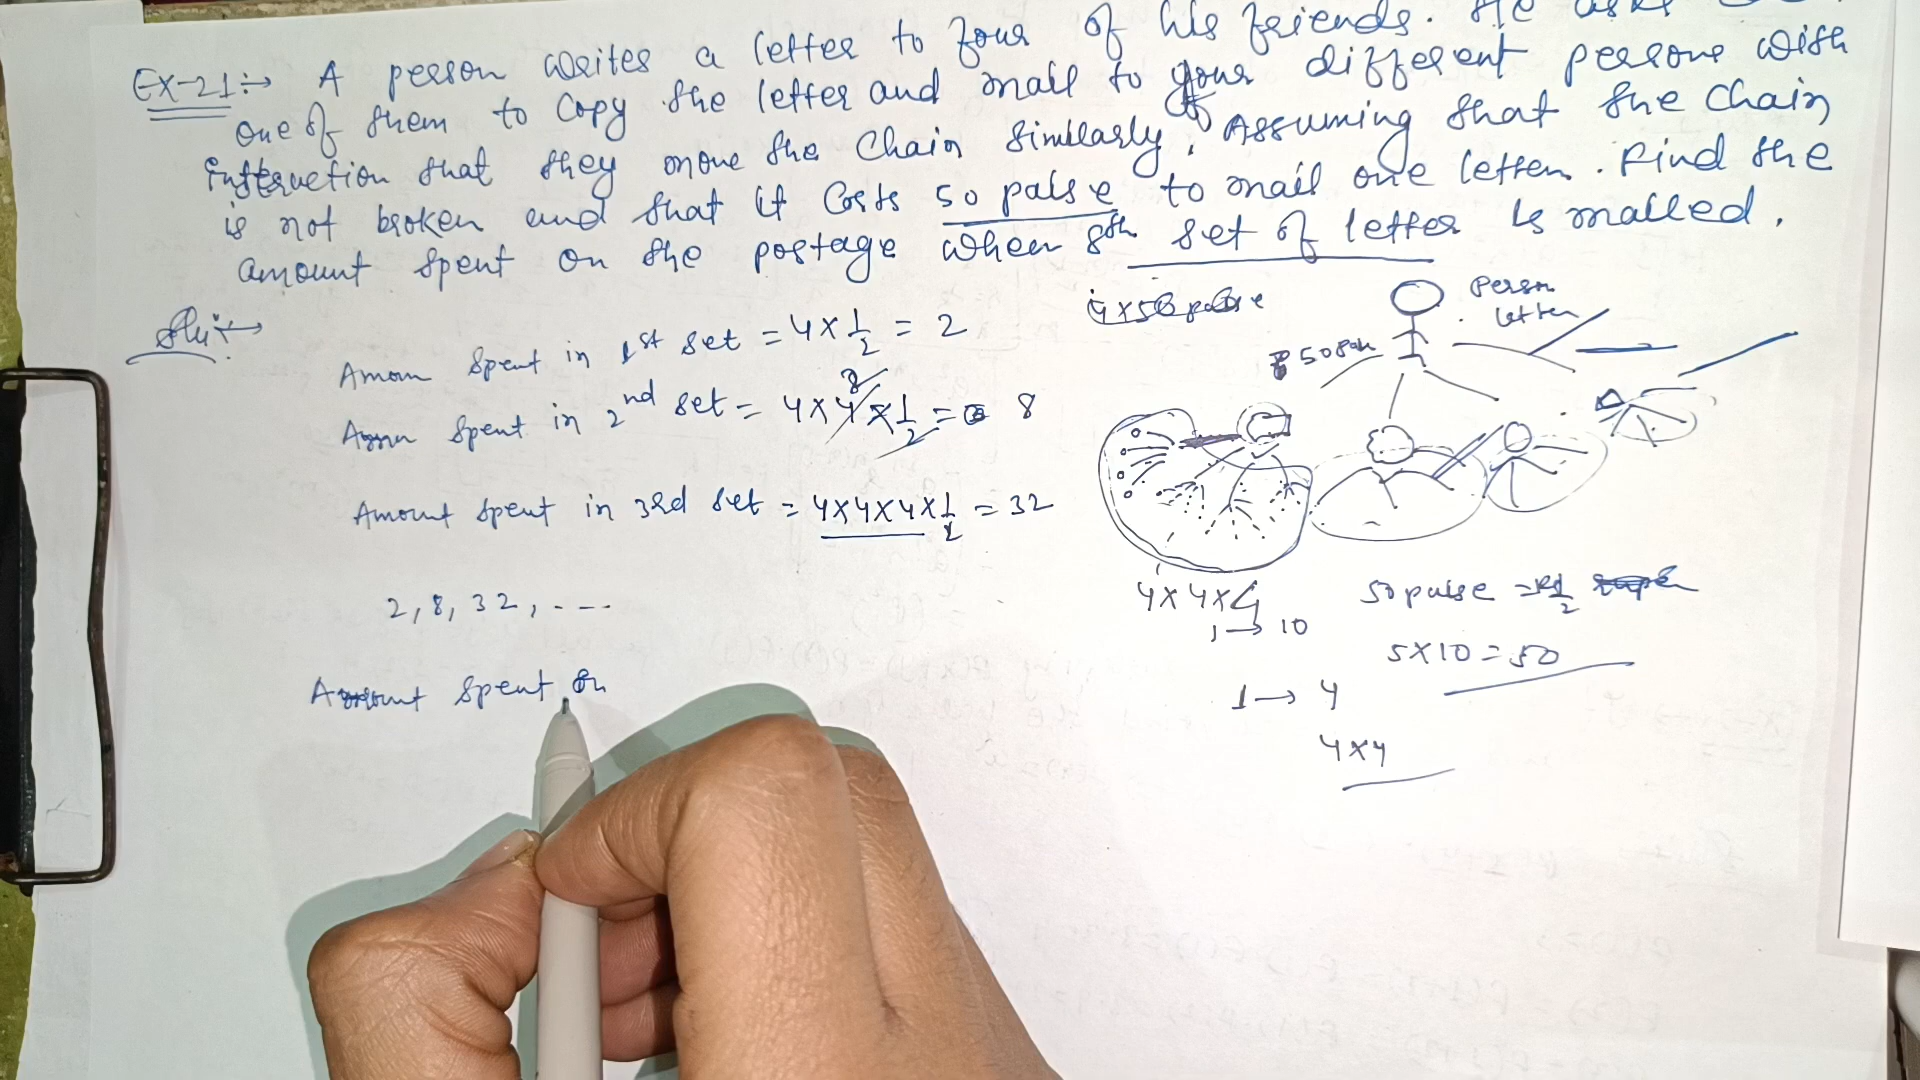 Ex-21:→ A person writes a letter to four of his friends. He asks
one of them to copy the letter and mail to four different persons with
instruction that they move the chain similarly. Assuming that the chain
is not broken and that it costs 50 paise to mail one letter. Find the
amount spent on the postage when 8th set of letter is mailed.
Amoun Spent in 1st set = 4×1/2 = 2
Spent in 2nd set = 4×4×1/2 = 8
Amount spent in 3rd set = 4×4×4×1/2 = 32
2, 8, 32, - - -
Amount spent on
4×50 paise
Person
letter
4×4×4
1→ 10
50 paise
5×10=50
1→ 4
4×4